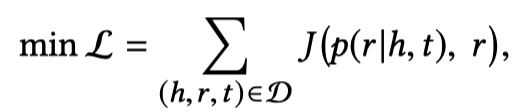 min ℒ = ∑ J(p(r|h, t), r),
(h, r, t)∈𝒟